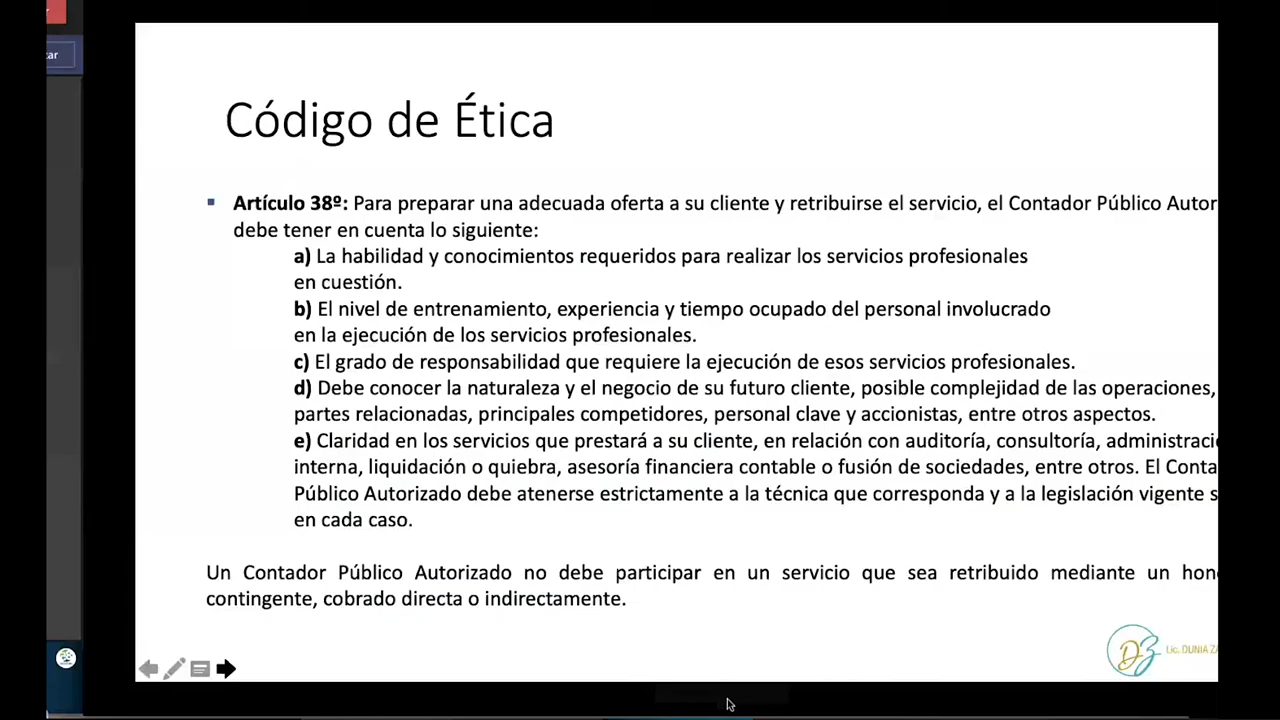 ar
Código de Ética
▪ Artículo 38º: Para preparar una adecuada oferta a su cliente y retribuirse el servicio, el Contador Público Autor
debe tener en cuenta lo siguiente:
a) La habilidad y conocimientos requeridos para realizar los servicios profesionales
en cuestión.
b) El nivel de entrenamiento, experiencia y tiempo ocupado del personal involucrado
en la ejecución de los servicios profesionales.
c) El grado de responsabilidad que requiere la ejecución de esos servicios profesionales.
d) Debe conocer la naturaleza y el negocio de su futuro cliente, posible complejidad de las operaciones,
partes relacionadas, principales competidores, personal clave y accionistas, entre otros aspectos.
e) Claridad en los servicios que prestará a su cliente, en relación con auditoría, consultoría, administració
interna, liquidación o quiebra, asesoría financiera contable o fusión de sociedades, entre otros. El Conta
Público Autorizado debe atenerse estrictamente a la técnica que corresponda y a la legislación vigente s
en cada caso.
Un Contador Público Autorizado no debe participar en un servicio que sea retribuido mediante un hono
contingente, cobrado directa o indirectamente.
DZ Lic. DUNIA ZA